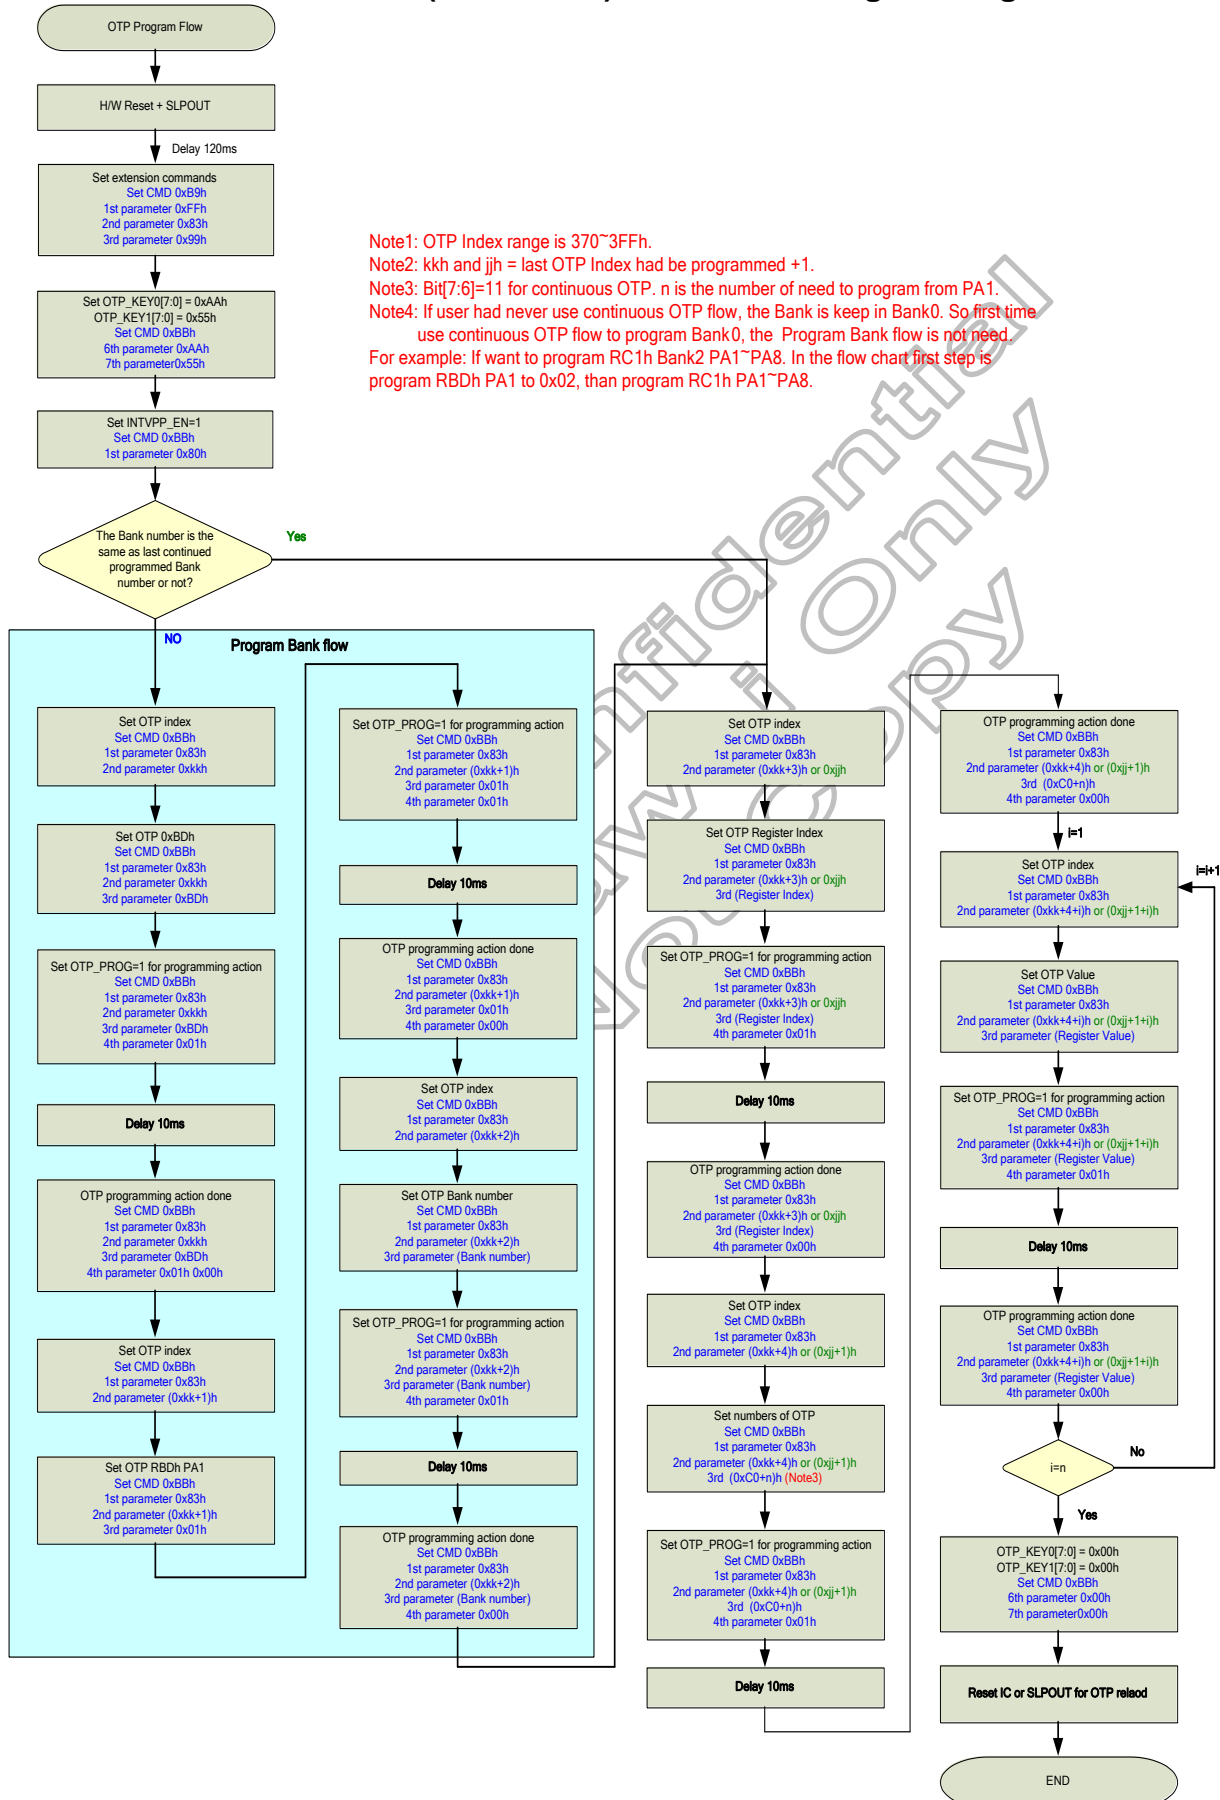 OTP Program Flow
H/W Reset + SLPOUT
Delay 120ms
Set extension commands
Set CMD 0xB9h
1st parameter 0xFFh
2nd parameter 0x83h
3rd parameter 0x99h
Set OTP_KEY0[7:0] = 0xAAh
OTP_KEY1[7:0] = 0x55h
Set CMD 0xBBh
6th parameter 0xAAh
7th parameter0x55h
Set INTVPP_EN=1
Set CMD 0xBBh
1st parameter 0x80h
Note1: OTP Index range is 370~3FFh.
Note2: kkh and jjh = last OTP Index had be programmed +1.
Note3: Bit[7:6]=11 for continuous OTP. n is the number of need to program from PA1.
Note4: If user had never use continuous OTP flow, the Bank is keep in Bank0. So first time
use continuous OTP flow to program Bank0, the Program Bank flow is not need.
For example: If want to program RC1h Bank2 PA1~PA8. In the flow chart first step is
program RBDh PA1 to 0x02, than program RC1h PA1~PA8.
The Bank number is the
same as last continued
programmed Bank
number or not?
Yes
NO
Program Bank flow
Set OTP index
Set CMD 0xBBh
1st parameter 0x83h
2nd parameter 0xkkh
Set OTP 0xBDh
Set CMD 0xBBh
1st parameter 0x83h
2nd parameter 0xkkh
3rd parameter 0xBDh
Set OTP_PROG=1 for programming action
Set CMD 0xBBh
1st parameter 0x83h
2nd parameter 0xkkh
3rd parameter 0xBDh
4th parameter 0x01h
Delay 10ms
OTP programming action done
Set CMD 0xBBh
1st parameter 0x83h
2nd parameter 0xkkh
3rd parameter 0xBDh
4th parameter 0x01h 0x00h
Set OTP index
Set CMD 0xBBh
1st parameter 0x83h
2nd parameter (0xkk+1)h
Set OTP RBDh PA1
Set CMD 0xBBh
1st parameter 0x83h
2nd parameter (0xkk+1)h
3rd parameter 0x01h
Set OTP_PROG=1 for programming action
Set CMD 0xBBh
1st parameter 0x83h
2nd parameter (0xkk+1)h
3rd parameter 0x01h
4th parameter 0x01h
Delay 10ms
OTP programming action done
Set CMD 0xBBh
1st parameter 0x83h
2nd parameter (0xkk+1)h
3rd parameter 0x01h
4th parameter 0x00h
Set OTP index
Set CMD 0xBBh
1st parameter 0x83h
2nd parameter (0xkk+2)h
Set OTP Bank number
Set CMD 0xBBh
1st parameter 0x83h
2nd parameter (0xkk+2)h
3rd parameter (Bank number)
Set OTP_PROG=1 for programming action
Set CMD 0xBBh
1st parameter 0x83h
2nd parameter (0xkk+2)h
3rd parameter (Bank number)
4th parameter 0x01h
Delay 10ms
OTP programming action done
Set CMD 0xBBh
1st parameter 0x83h
2nd parameter (0xkk+2)h
3rd parameter (Bank number)
4th parameter 0x00h
Set OTP index
Set CMD 0xBBh
1st parameter 0x83h
2nd parameter (0xkk+3)h or 0xjjh
Set OTP Register Index
Set CMD 0xBBh
1st parameter 0x83h
2nd parameter (0xkk+3)h or 0xjjh
3rd (Register Index)
Set OTP_PROG=1 for programming action
Set CMD 0xBBh
1st parameter 0x83h
2nd parameter (0xkk+3)h or 0xjjh
3rd (Register Index)
4th parameter 0x01h
Delay 10ms
OTP programming action done
Set CMD 0xBBh
1st parameter 0x83h
2nd parameter (0xkk+3)h or 0xjjh
3rd (Register Index)
4th parameter 0x00h
Set OTP index
Set CMD 0xBBh
1st parameter 0x83h
2nd parameter (0xkk+4)h or (0xjj+1)h
Set numbers of OTP
Set CMD 0xBBh
1st parameter 0x83h
2nd parameter (0xkk+4)h or (0xjj+1)h
3rd (0xC0+n)h (Note3)
Set OTP_PROG=1 for programming action
Set CMD 0xBBh
1st parameter 0x83h
2nd parameter (0xkk+4)h or (0xjj+1)h
3rd (0xC0+n)h
4th parameter 0x01h
Delay 10ms
OTP programming action done
Set CMD 0xBBh
1st parameter 0x83h
2nd parameter (0xkk+4)h or (0xjj+1)h
3rd (0xC0+n)h
4th parameter 0x00h
i=1
Set OTP index
Set CMD 0xBBh
1st parameter 0x83h
2nd parameter (0xkk+4+i)h or (0xjj+1+i)h
i=i+1
Set OTP Value
Set CMD 0xBBh
1st parameter 0x83h
2nd parameter (0xkk+4+i)h or (0xjj+1+i)h
3rd parameter (Register Value)
Set OTP_PROG=1 for programming action
Set CMD 0xBBh
1st parameter 0x83h
2nd parameter (0xkk+4+i)h or (0xjj+1+i)h
3rd parameter (Register Value)
4th parameter 0x01h
Delay 10ms
OTP programming action done
Set CMD 0xBBh
1st parameter 0x83h
2nd parameter (0xkk+4+i)h or (0xjj+1+i)h
3rd parameter (Register Value)
4th parameter 0x00h
i=n
No
Yes
OTP_KEY0[7:0] = 0x00h
OTP_KEY1[7:0] = 0x00h
Set CMD 0xBBh
6th parameter 0x00h
7th parameter0x00h
Reset IC or SLPOUT for OTP relaod
END